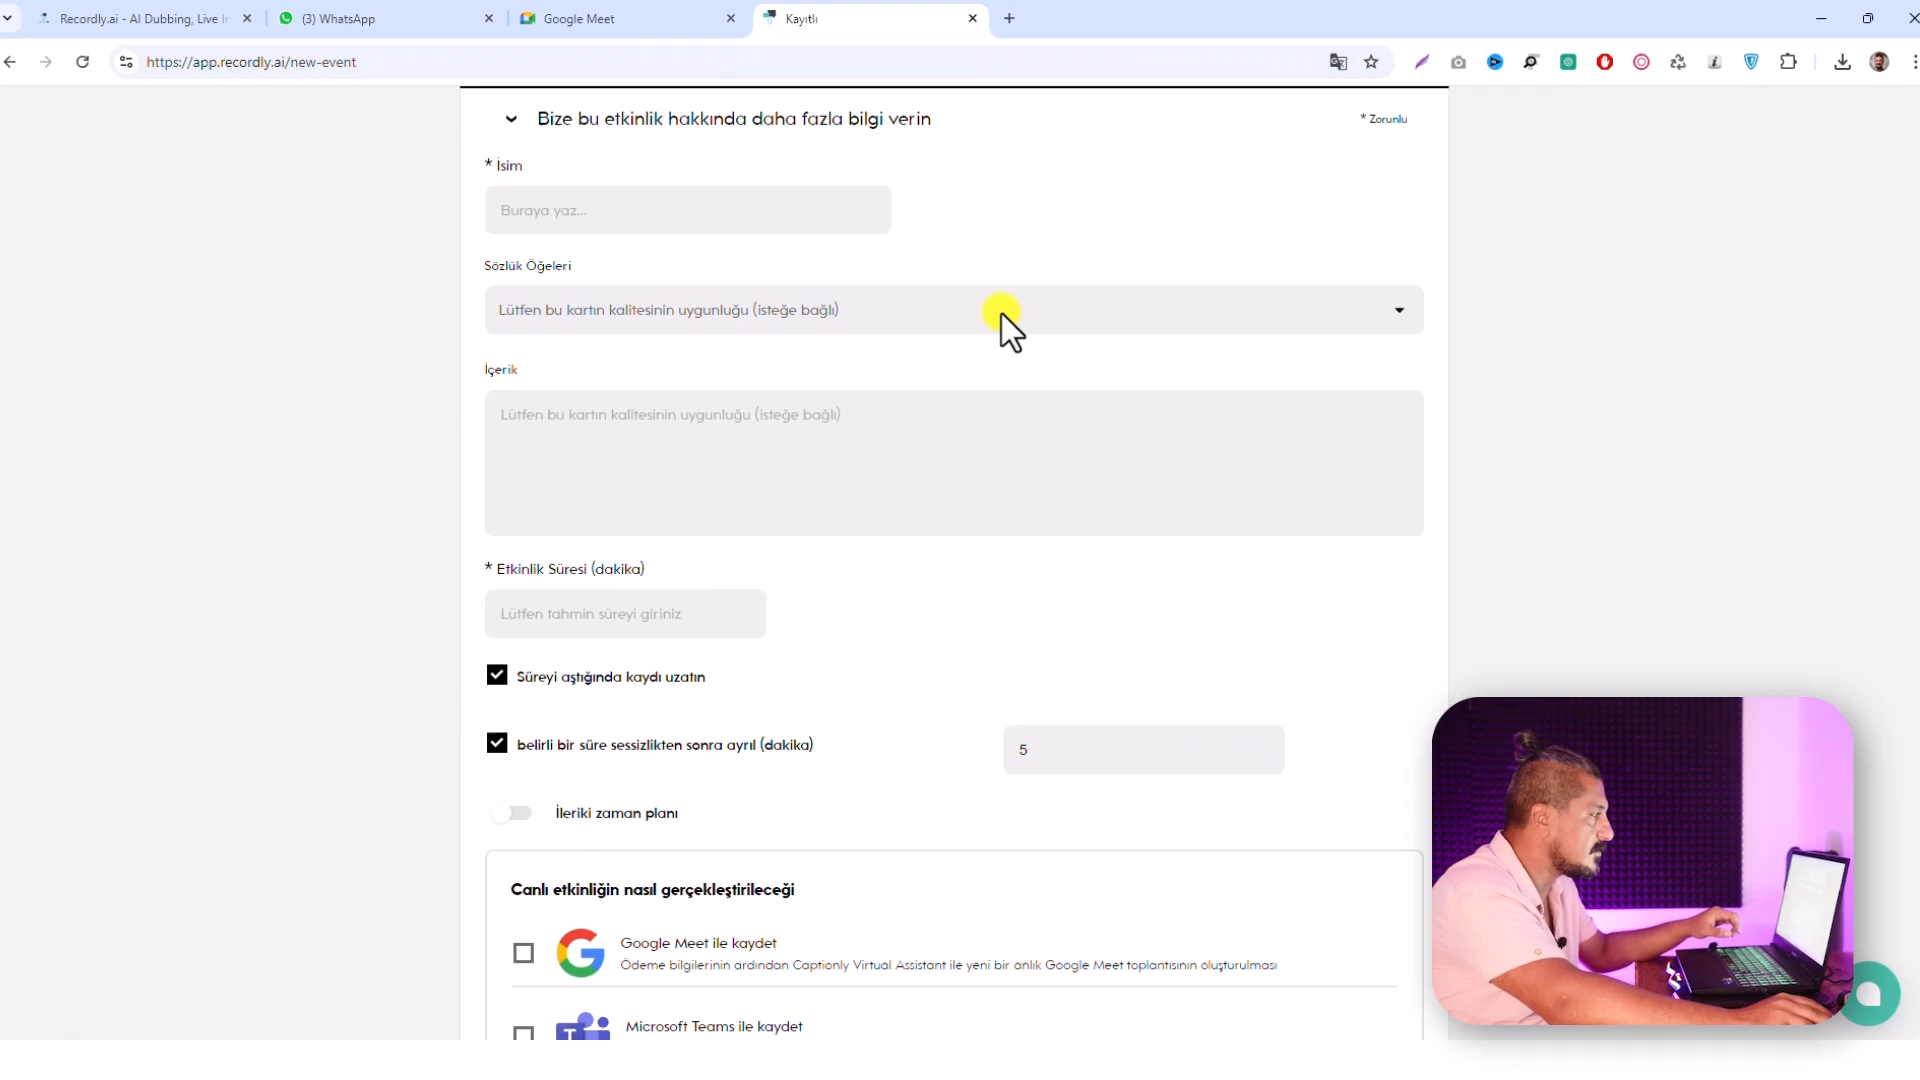 Recordly.ai - AI Dubbing, Live In
(3) WhatsApp
Google Meet
Kayıtlı
https://app.recordly.ai/new-event
Bize bu etkinlik hakkında daha fazla bilgi verin
* Zorunlu
* İsim
Buraya yaz...
Sözlük Öğeleri
Lütfen bu kartın kalitesinin uygunluğu (isteğe bağlı)
İçerik
Lütfen bu kartın kalitesinin uygunluğu (isteğe bağlı)
* Etkinlik Süresi (dakika)
Lütfen tahmin süreyi giriniz
Süreyi aştığında kaydı uzatın
belirli bir süre sessizlikten sonra ayrıl (dakika)
5
İleriki zaman planı
Canlı etkinliğin nasıl gerçekleştirileceği
Google Meet ile kaydet
Ödeme bilgilerinin ardından Captionly Virtual Assistant ile yeni bir anlık Google Meet toplantısının oluşturulması
Microsoft Teams ile kaydet